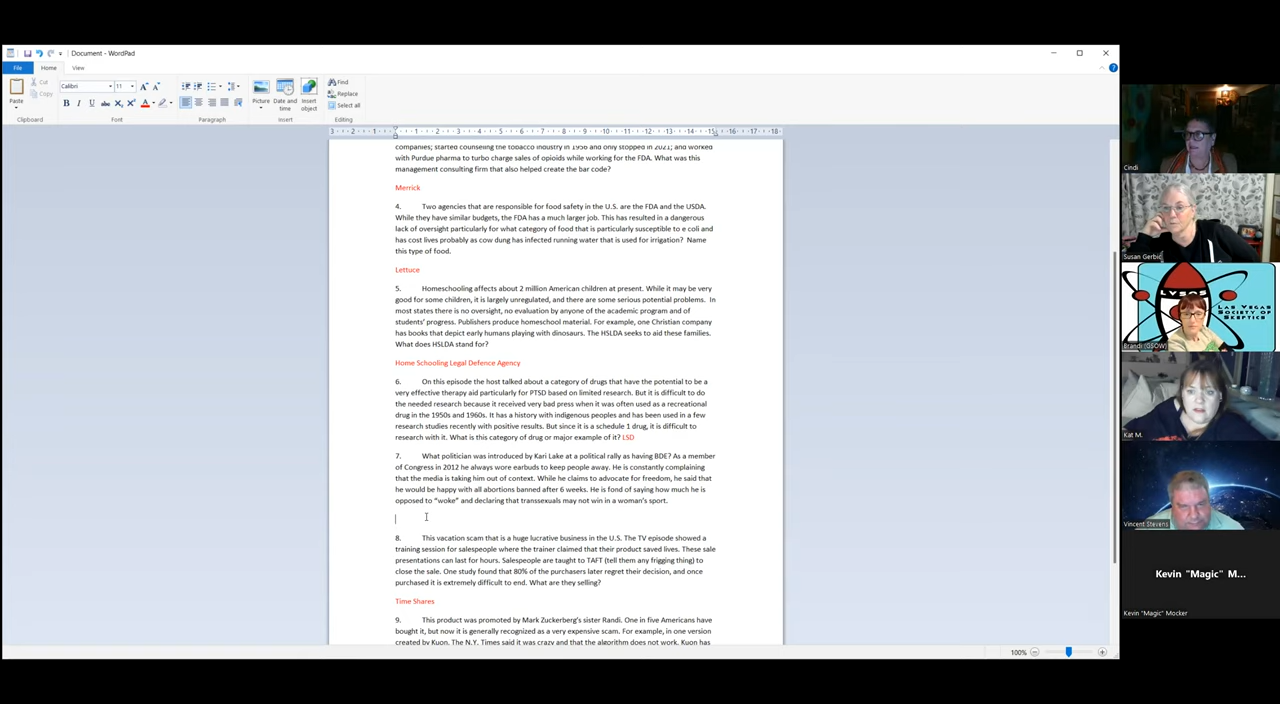 Document - WordPad
File
Home
View
Paste
Cut
Copy
Clipboard
Calibri
11
Font
Paragraph
Picture
Date and time
Insert object
Insert
Find
Replace
Select all
Editing
companies; started counseling the tobacco industry in 1956 and only stopped in 2021; and worked
with Purdue pharma to turbo charge sales of opioids while working for the FDA. What was this
management consulting firm that also helped create the bar code?
Merrick
4. Two agencies that are responsible for food safety in the U.S. are the FDA and the USDA.
While they have similar budgets, the FDA has a much larger job. This has resulted in a dangerous
lack of oversight particularly for what category of food that is particularly susceptible to e coli and
has cost lives probably as cow dung has infected running water that is used for irrigation? Name
this type of food.
Lettuce
5. Homeschooling affects about 2 million American children at present. While it may be very
good for some children, it is largely unregulated, and there are some serious potential problems. In
most states there is no oversight, no evaluation by anyone of the academic program and of
students' progress. Publishers produce homeschool material. For example, one Christian company
has books that depict early humans playing with dinosaurs. The HSLDA seeks to aid these families.
What does HSLDA stand for?
Home Schooling Legal Defence Agency
6. On this episode the host talked about a category of drugs that have the potential to be a
very effective therapy aid particularly for PTSD based on limited research. But it is difficult to do
the needed research because it received very bad press when it was often used as a recreational
drug in the 1950s and 1960s. It has a history with indigenous peoples and has been used in a few
research studies recently with positive results. But since it is a schedule 1 drug, it is difficult to
research with it. What is this category of drug or major example of it? LSD
7. What politician was introduced by Kari Lake at a political rally as having BDE? As a member
of Congress in 2012 he always wore earbuds to keep people away. He is constantly complaining
that the media is taking him out of context. While he claims to advocate for freedom, he said that
he would be happy with all abortions banned after 6 weeks. He is fond of saying how much he is
opposed to "woke" and declaring that transsexuals may not win in a woman's sport.
8. This vacation scam that is a huge lucrative business in the U.S. The TV episode showed a
training session for salespeople where the trainer claimed that their product saved lives. These sale
presentations can last for hours. Salespeople are taught to TAFT (tell them any frigging thing) to
close the sale. One study found that 80% of the purchasers later regret their decision, and once
purchased it is extremely difficult to end. What are they selling?
Time Shares
9. This product was promoted by Mark Zuckerberg's sister Randi. One in five Americans have
bought it, but now it is generally recognized as a very expensive scam. For example, in one version
created by Kuon. The N.Y. Times said it was crazy and that the algorithm does not work. Kuon has
100%
Cindi
Susan Gerbic
LVSOS
LAS VEGAS
SOCIETY OF
SKEPTICS
Brandi (GSOW)
Kat M.
Vincent Stevens
Kevin "Magic" M...
Kevin "Magic" Mocker